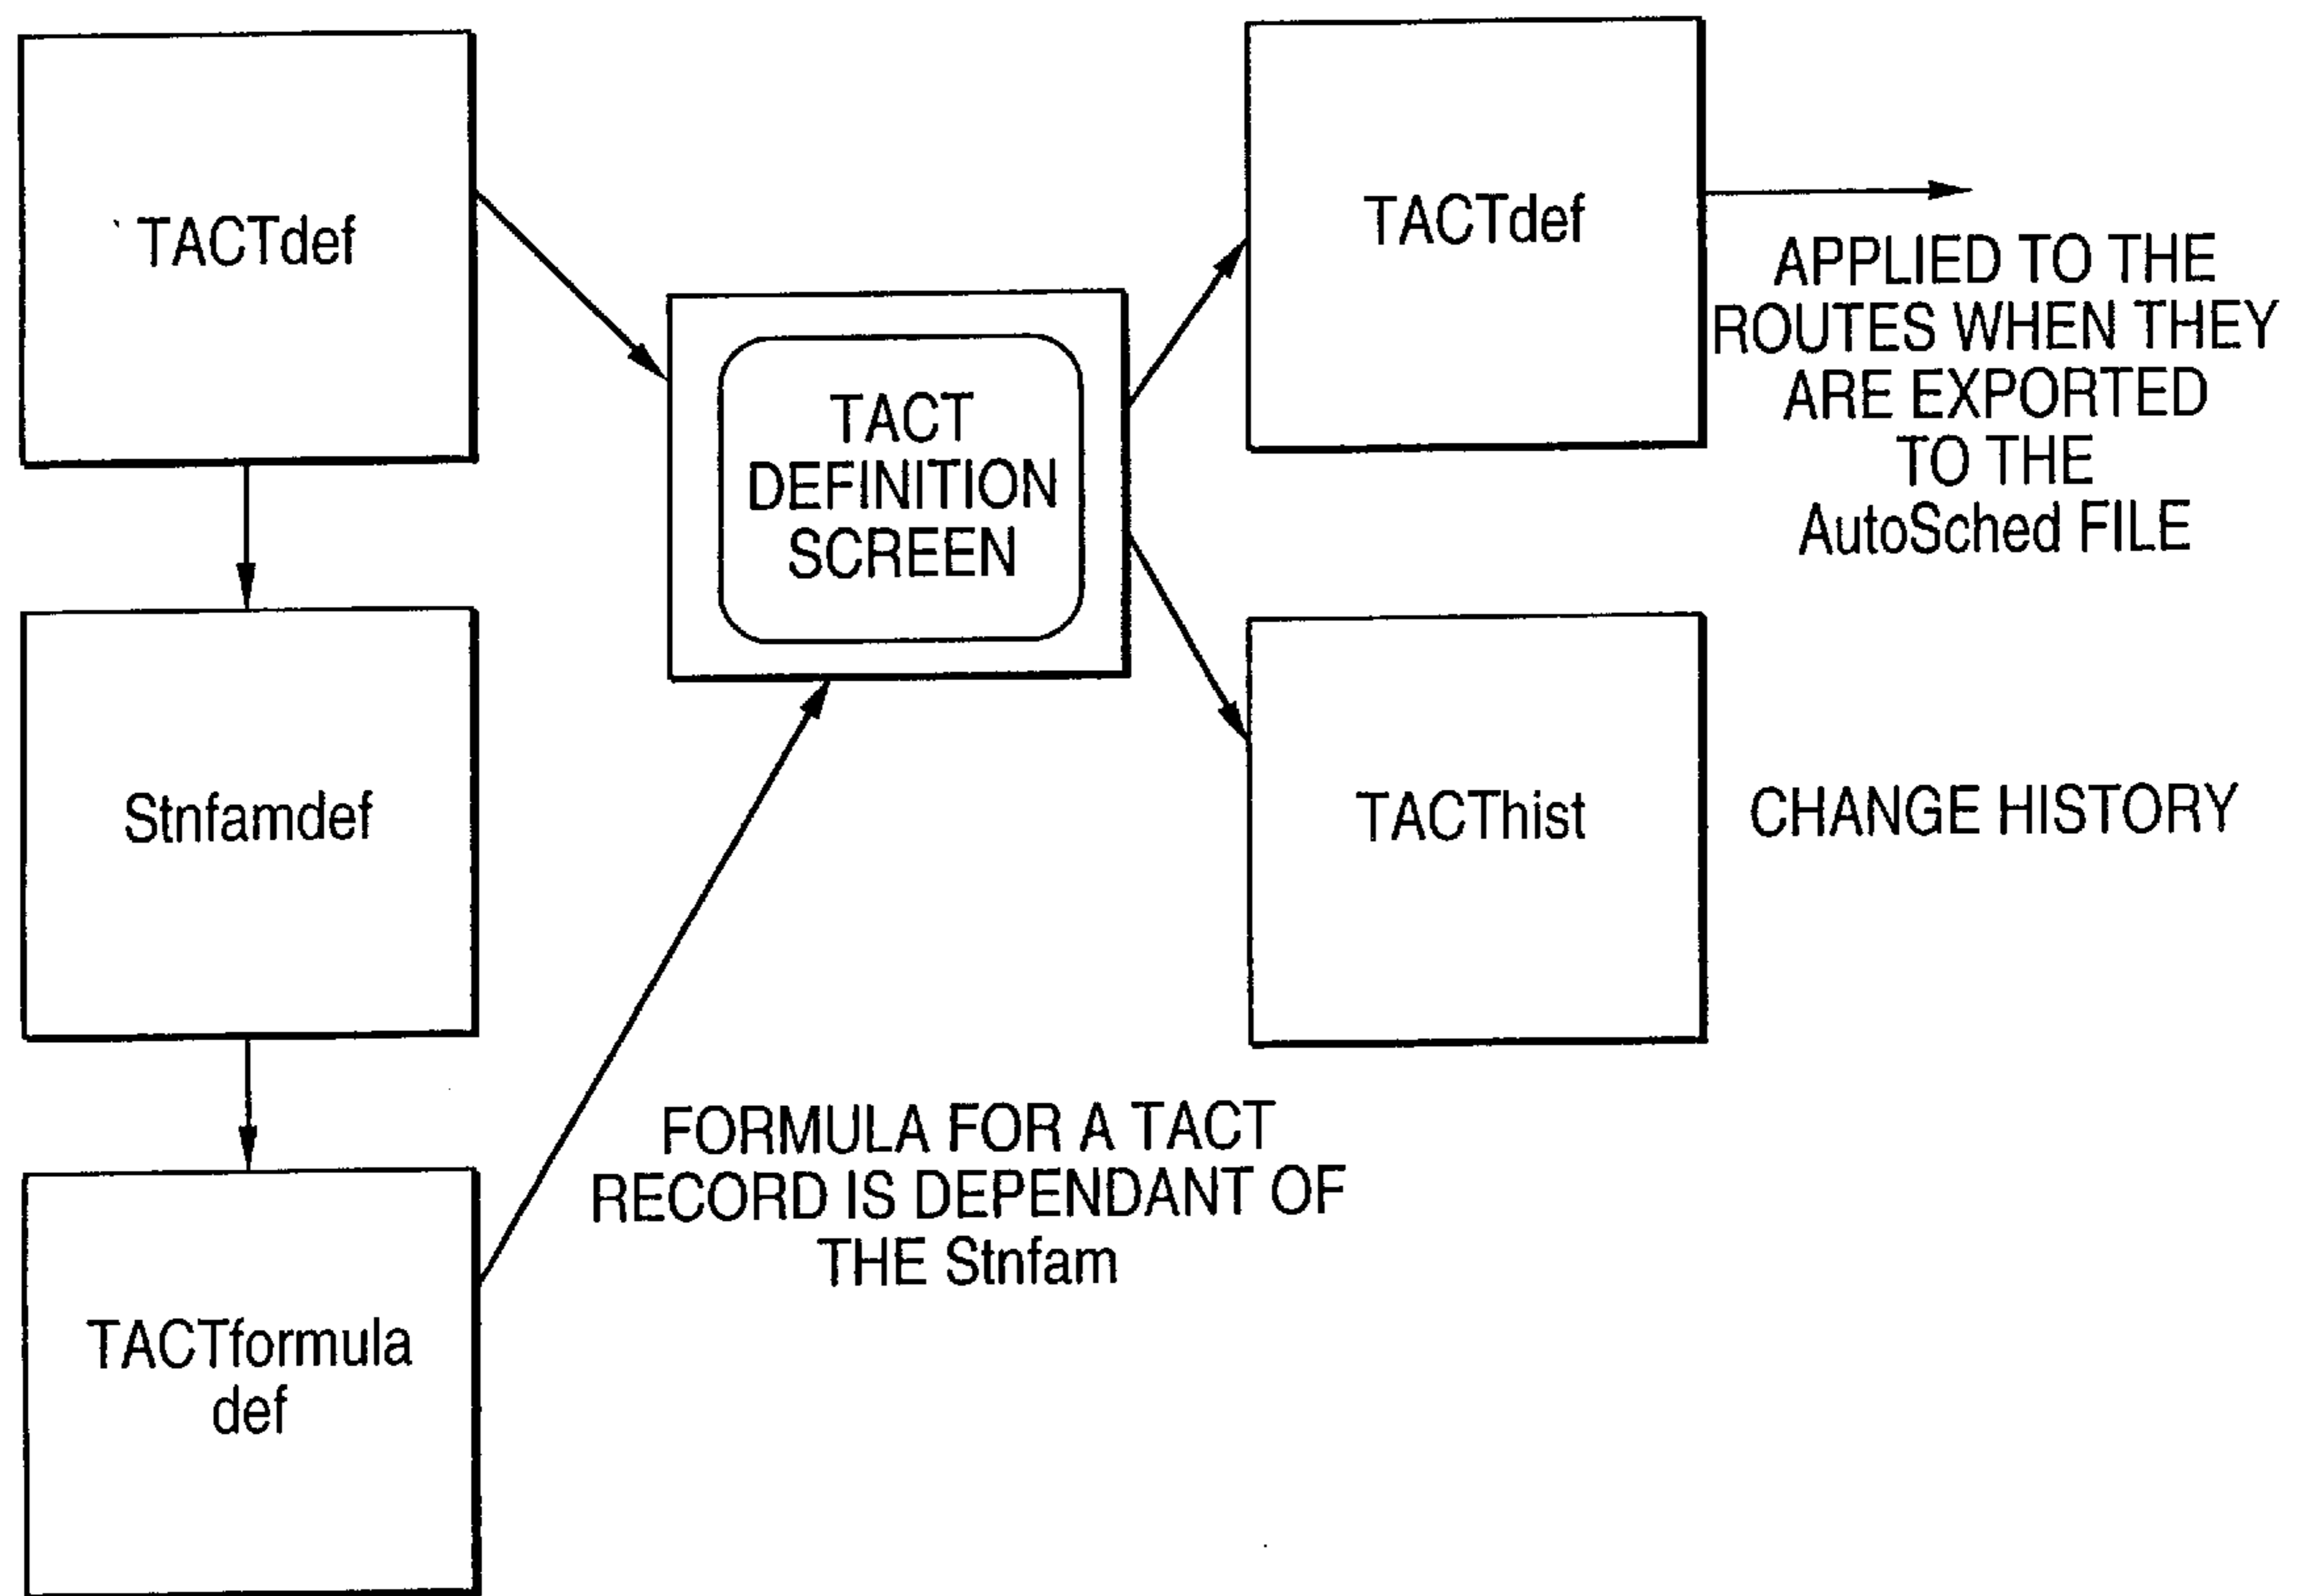 TACTdef
TACTdef
APPLIED TO THE
ROUTES WHEN THEY
ARE EXPORTED
TO THE
AutoSched FILE
TACT
DEFINITION
SCREEN
Stnfamdef
TACThist
CHANGE HISTORY
FORMULA FOR A TACT
RECORD IS DEPENDANT OF
THE Stnfam
TACTformula
def